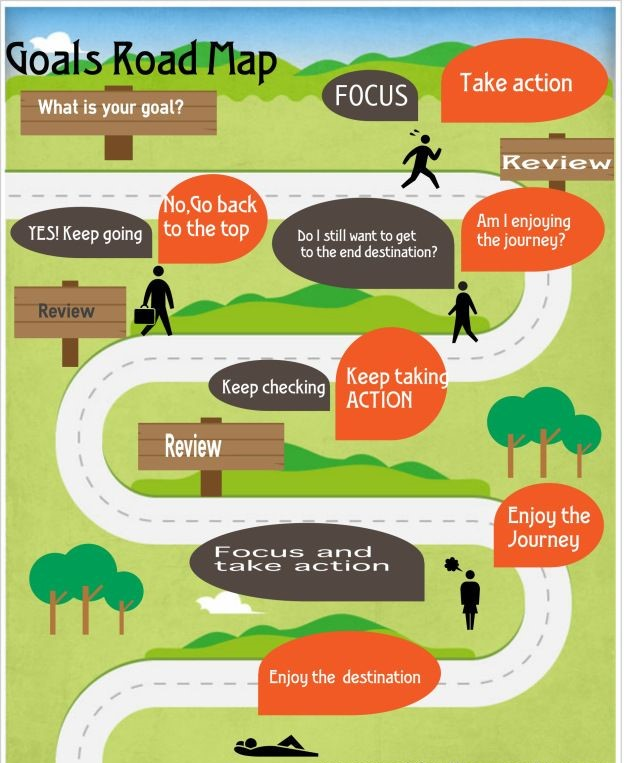 Goals Road Map
What is your goal?
FOCUS
Take action
Review
No,Go back
to the top
YES! Keep going
Do I still want to get
to the end destination?
Am I enjoying
the journey?
Review
Keep checking
Keep taking
ACTION
Review
Enjoy the
Journey
Focus and
take action
Enjoy the destination